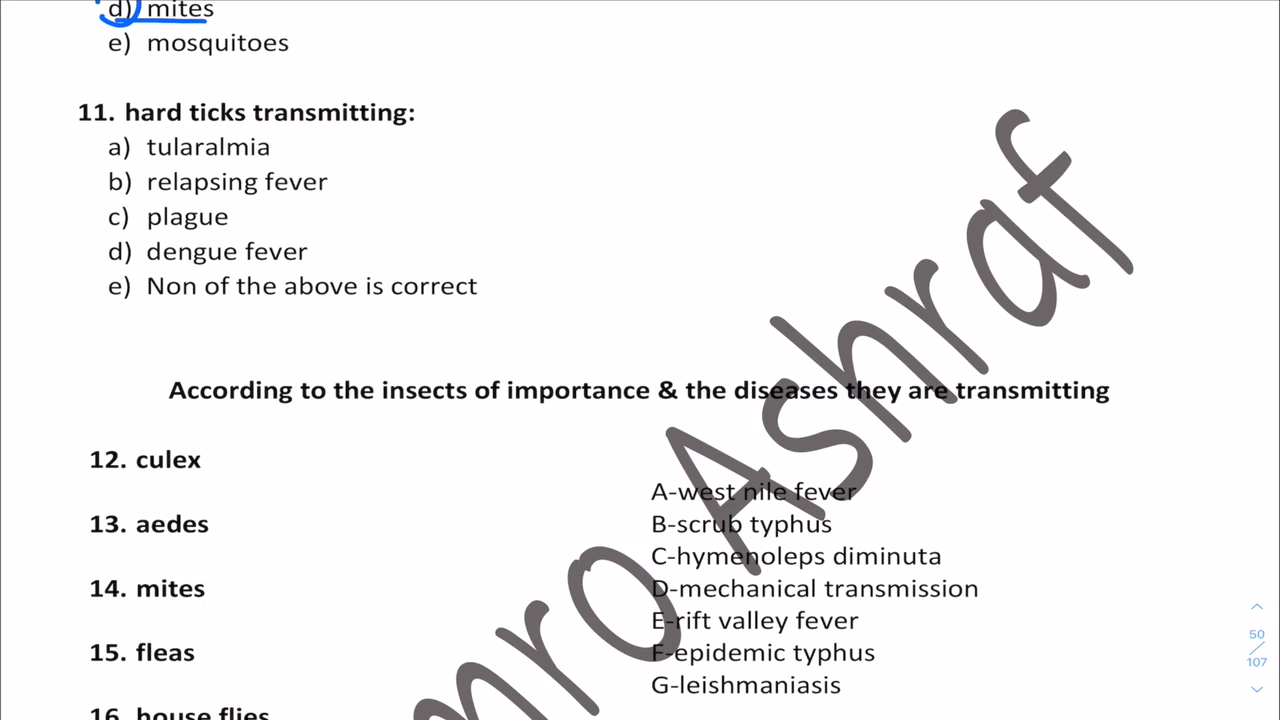 d) mites
e) mosquitoes
11. hard ticks transmitting:
a) tularalmia
b) relapsing fever
c) plague
d) dengue fever
e) Non of the above is correct
According to the insects of importance & the diseases they are transmitting
12. culex
A-west nile fever
13. aedes
B-scrub typhus
C-hymenoleps diminuta
14. mites
D-mechanical transmission
E-rift valley fever
15. fleas
F-epidemic typhus
G-leishmaniasis
16. house flies
Ashraf
50
107